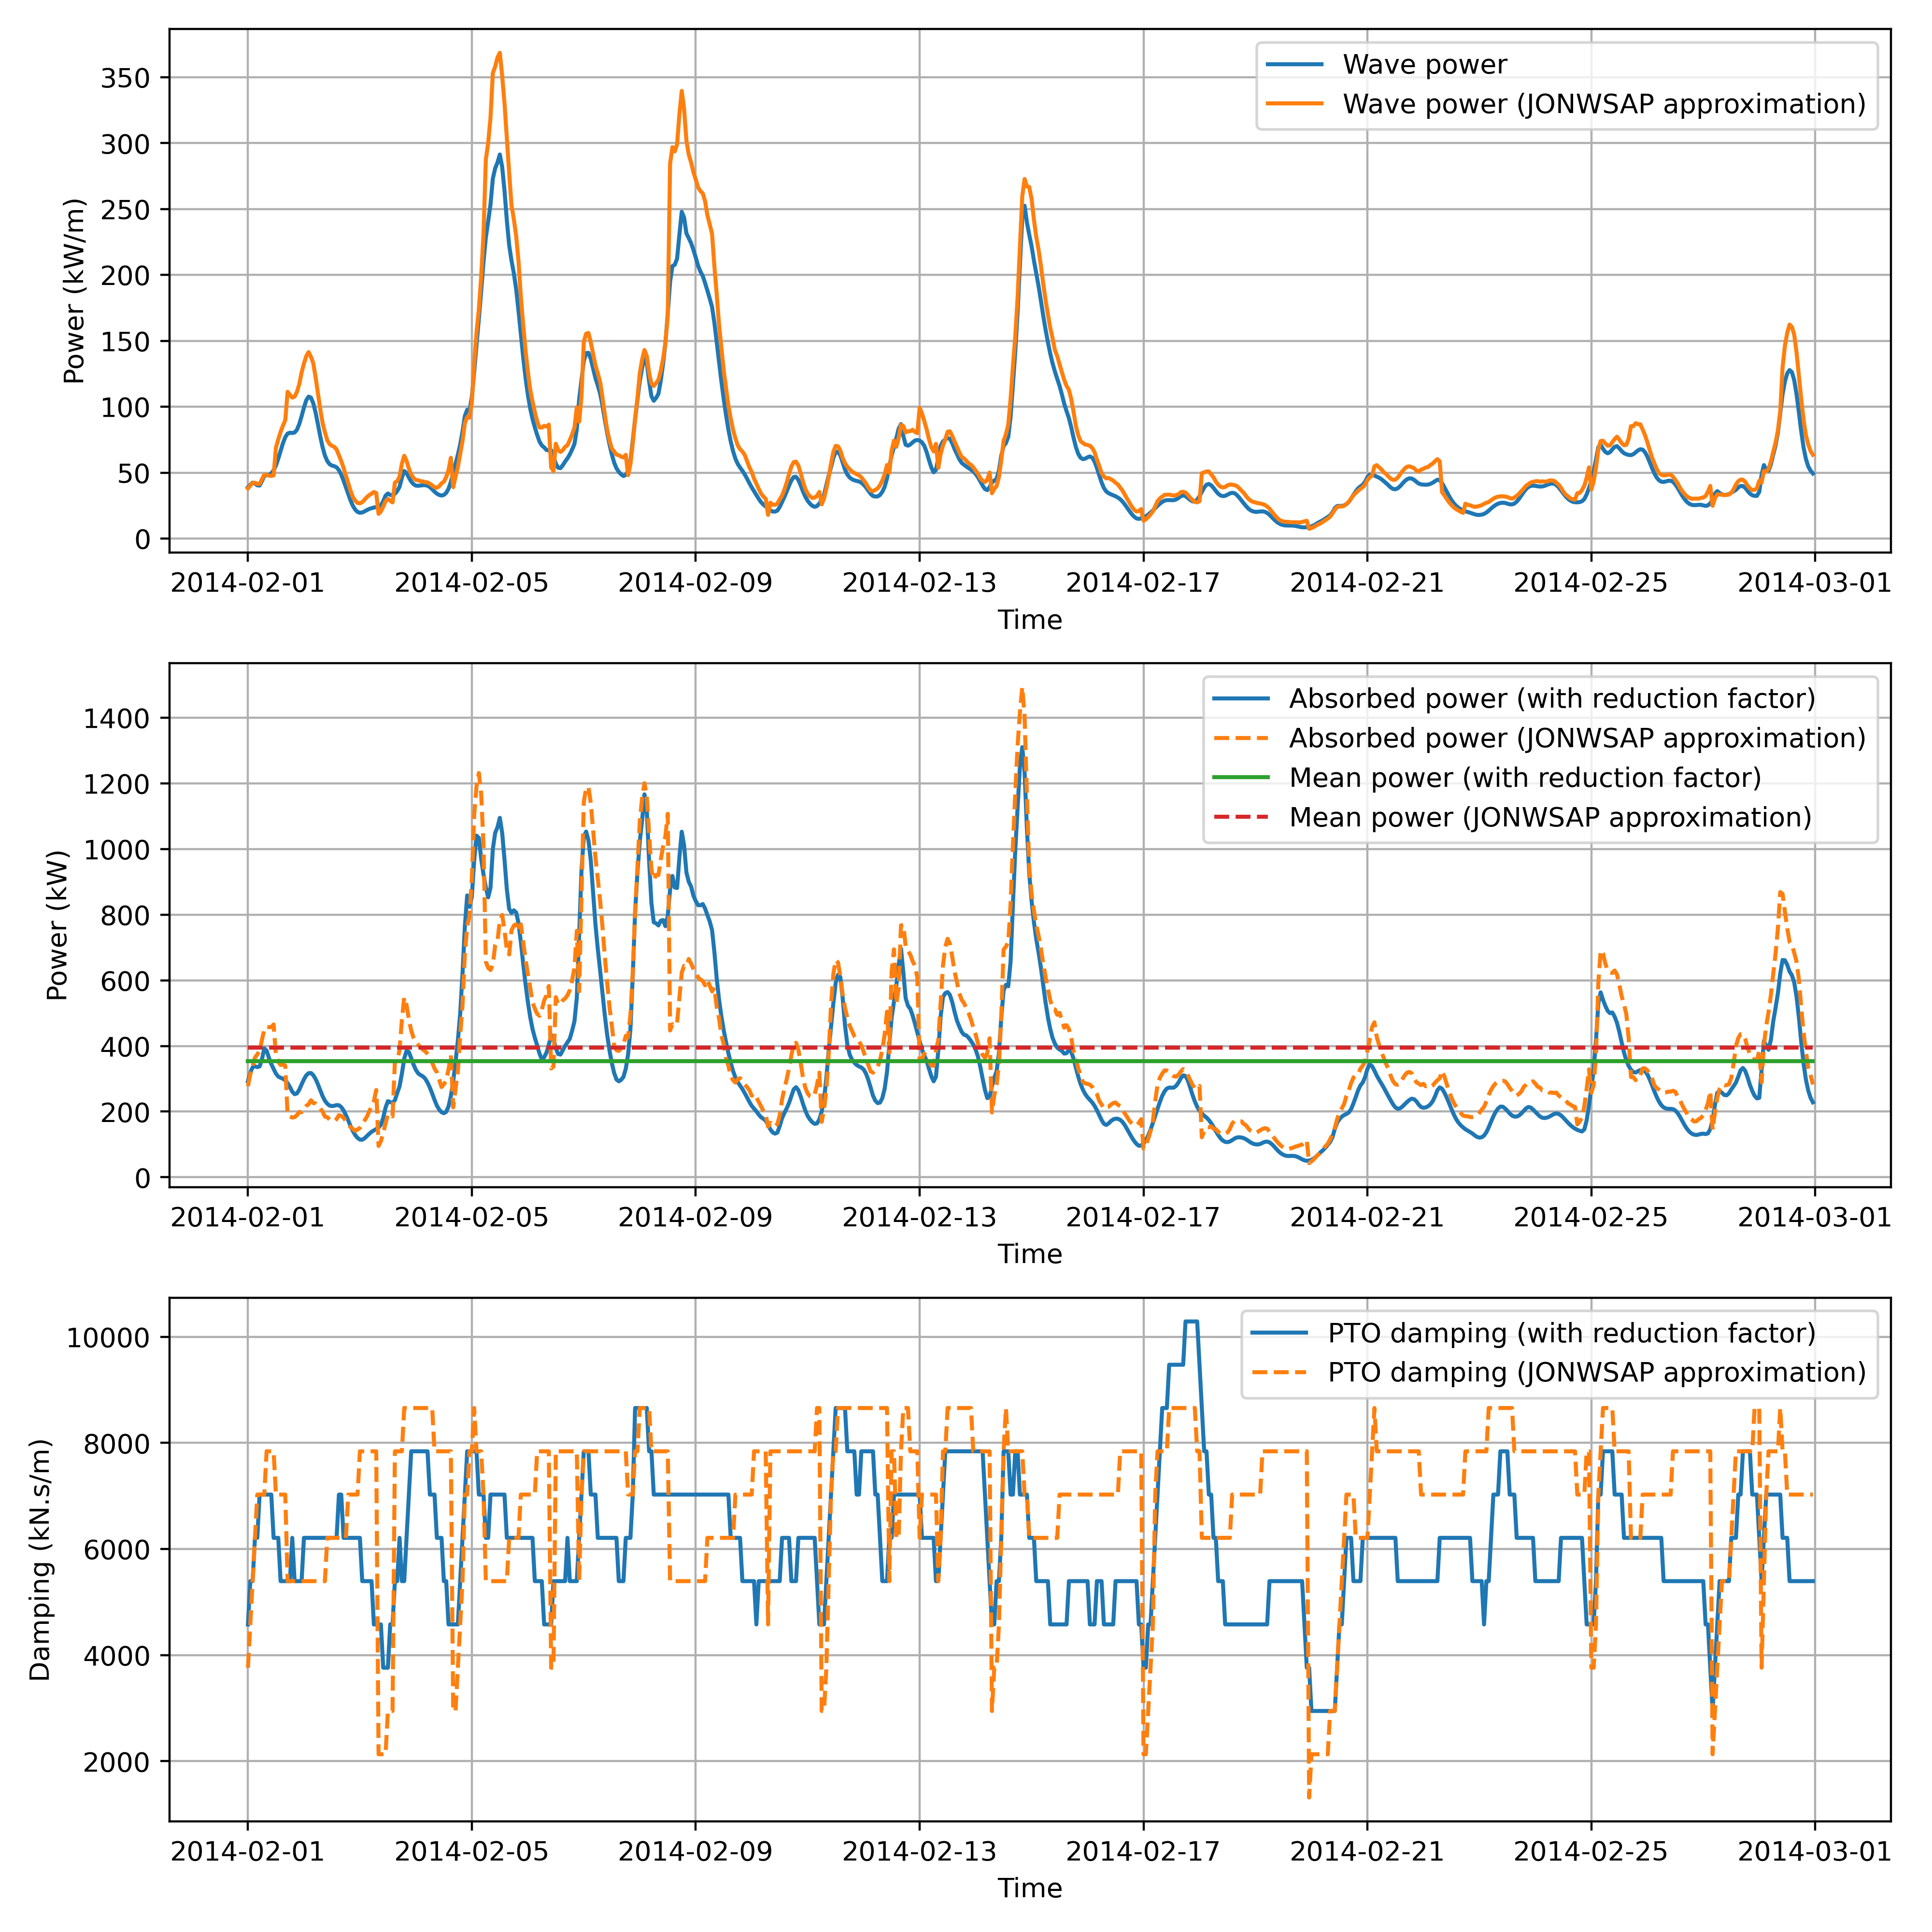 Wave power
Wave power (JONWSAP approximation)
350
300
250
200
150
100
50
0
Power (kW/m)
2014-02-01 2014-02-05 2014-02-09 2014-02-13 2014-02-17 2014-02-21 2014-02-25 2014-03-01
Time
Absorbed power (with reduction factor)
Absorbed power (JONWSAP approximation)
Mean power (with reduction factor)
Mean power (JONWSAP approximation)
1400
1200
1000
800
600
400
200
0
Power (kW)
2014-02-01 2014-02-05 2014-02-09 2014-02-13 2014-02-17 2014-02-21 2014-02-25 2014-03-01
Time
PTO damping (with reduction factor)
PTO damping (JONWSAP approximation)
10000
8000
6000
4000
2000
Damping (kN.s/m)
2014-02-01 2014-02-05 2014-02-09 2014-02-13 2014-02-17 2014-02-21 2014-02-25 2014-03-01
Time